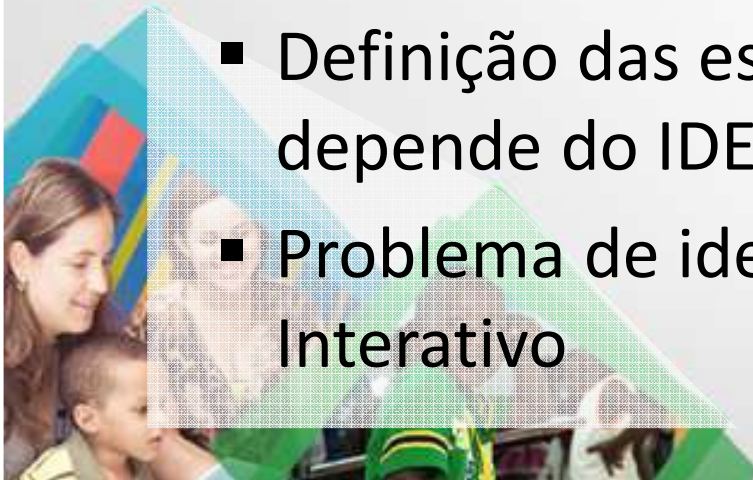 ▪ Definição das es
depende do IDE
▪ Problema de ide
Interativo